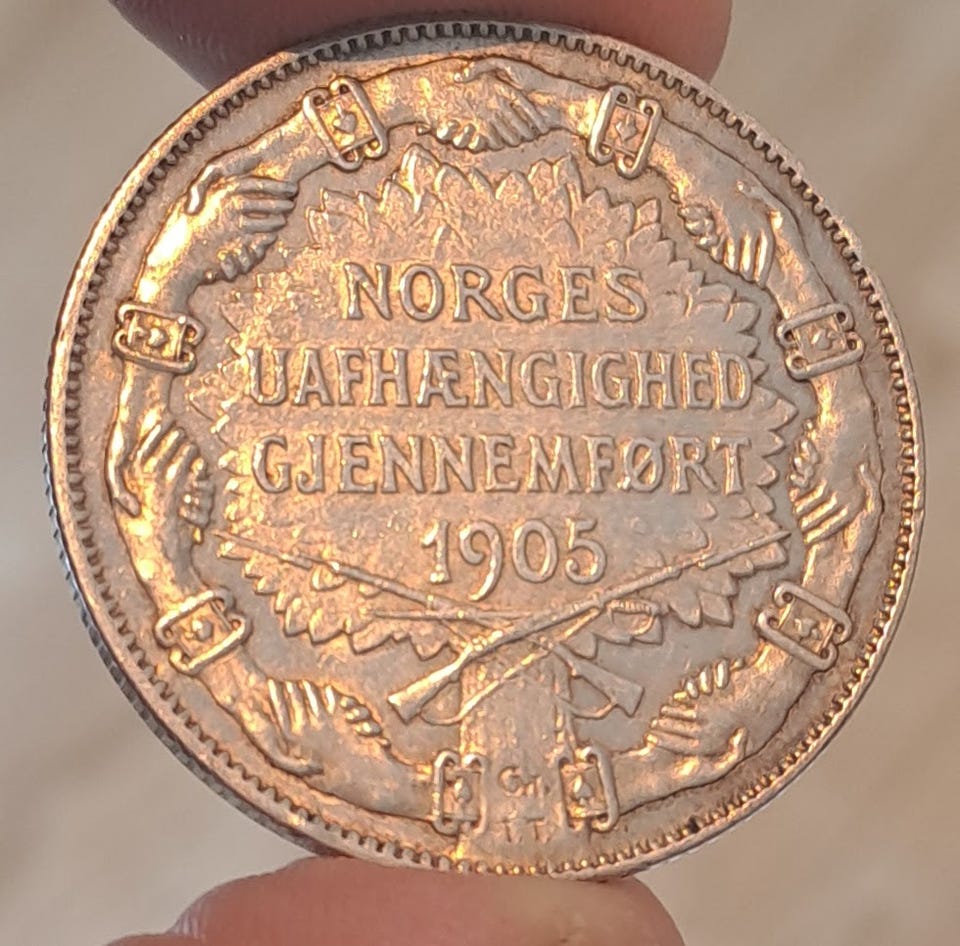 NORGES
UAFHÆNGIGHED
GJENNEMFØRT
1905